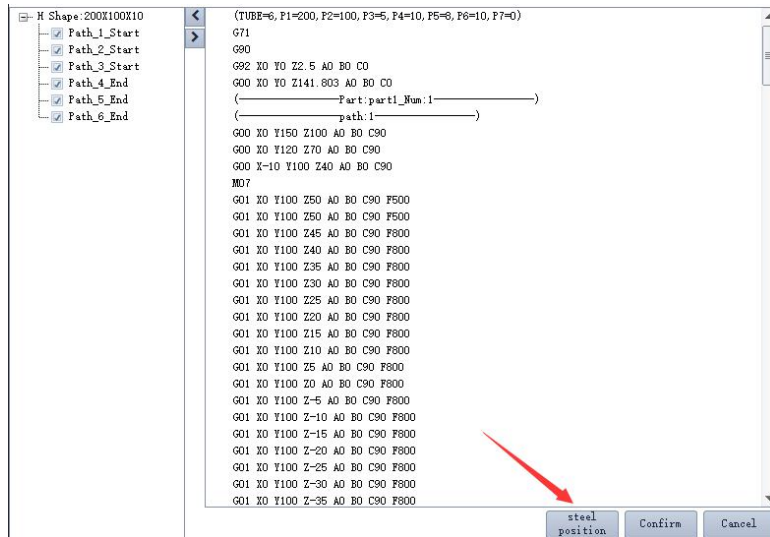 H Shape:200X100X10
Path_1_Start
Path_2_Start
Path_3_Start
Path_4_End
Path_5_End
Path_6_End
(TUBE=6, P1=200, P2=100, P3=5, P4=10, P5=8, P6=10, P7=0)
G71
G90
G92 X0 Y0 Z2.5 A0 B0 C0
G00 X0 Y0 Z141.803 A0 B0 C0
(————————Part:part1_Num:1————————)
(————————path:1————————)
G00 X0 Y150 Z100 A0 B0 C90
G00 X0 Y120 Z70 A0 B0 C90
G00 X-10 Y100 Z40 A0 B0 C90
M07
G01 X0 Y100 Z50 A0 B0 C90 F500
G01 X0 Y100 Z50 A0 B0 C90 F500
G01 X0 Y100 Z45 A0 B0 C90 F800
G01 X0 Y100 Z40 A0 B0 C90 F800
G01 X0 Y100 Z35 A0 B0 C90 F800
G01 X0 Y100 Z30 A0 B0 C90 F800
G01 X0 Y100 Z25 A0 B0 C90 F800
G01 X0 Y100 Z20 A0 B0 C90 F800
G01 X0 Y100 Z15 A0 B0 C90 F800
G01 X0 Y100 Z10 A0 B0 C90 F800
G01 X0 Y100 Z5 A0 B0 C90 F800
G01 X0 Y100 Z0 A0 B0 C90 F800
G01 X0 Y100 Z-5 A0 B0 C90 F800
G01 X0 Y100 Z-10 A0 B0 C90 F800
G01 X0 Y100 Z-15 A0 B0 C90 F800
G01 X0 Y100 Z-20 A0 B0 C90 F800
G01 X0 Y100 Z-25 A0 B0 C90 F800
G01 X0 Y100 Z-30 A0 B0 C90 F800
G01 X0 Y100 Z-35 A0 B0 C90 F800
steel
position
Confirm
Cancel